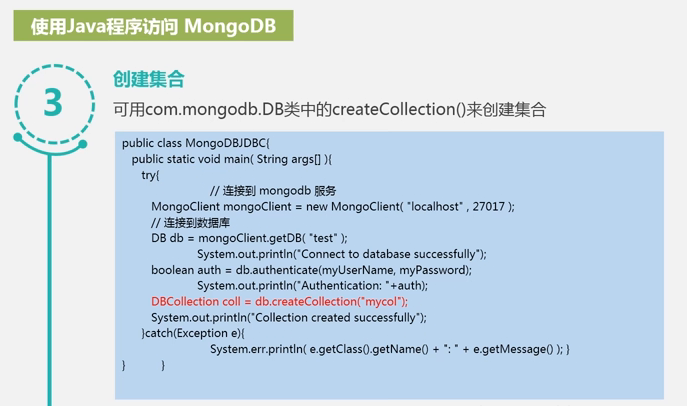 使用Java程序访问 MongoDB
3
创建集合
可用com.mongodb.DB类中的createCollection()来创建集合
public class MongoDBJDBC{
public static void main( String args[] ){
try{
// 连接到 mongodb 服务
MongoClient mongoClient = new MongoClient( "localhost" , 27017 );
// 连接到数据库
DB db = mongoClient.getDB( "test" );
System.out.println("Connect to database successfully");
boolean auth = db.authenticate(myUserName, myPassword);
System.out.println("Authentication: "+auth);
DBCollection coll = db.createCollection("mycol");
System.out.println("Collection created successfully");
}catch(Exception e){
System.err.println( e.getClass().getName() + ": " + e.getMessage() ); }
} }